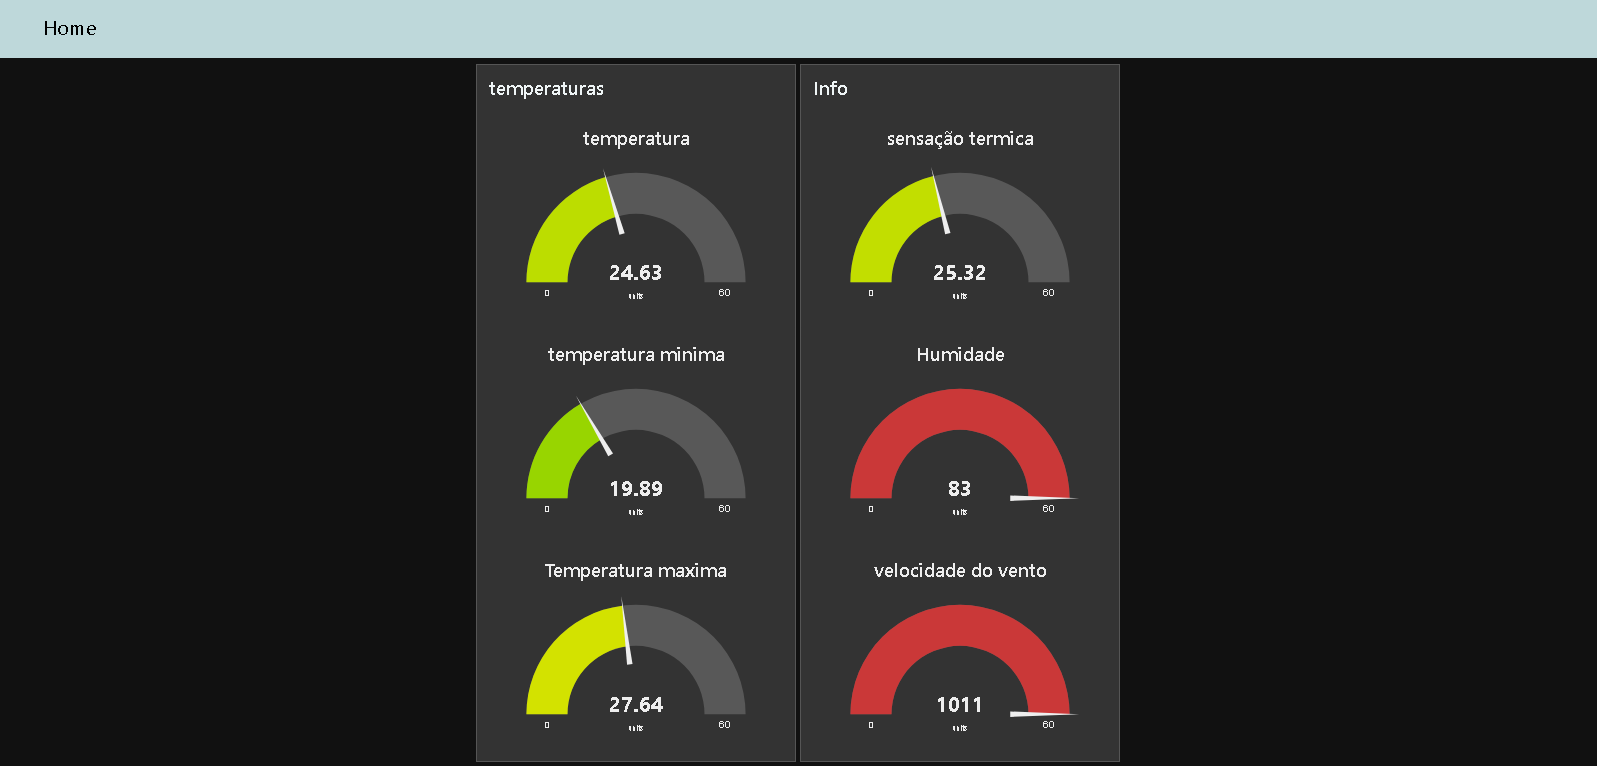 Home
temperaturas
temperatura
24.63
0
units
60
temperatura minima
19.89
0
units
60
Temperatura maxima
27.64
0
units
60
Info
sensação termica
25.32
0
units
60
Humidade
83
0
units
60
velocidade do vento
1011
0
units
60